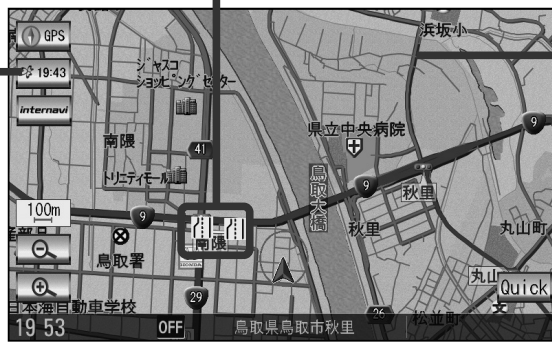 GPS
浜坂小
19:43
ジャスコ
ショッピングセンター
internavi
県立中央病院
南隈
41
9
トリニティモール
鳥取大橋
9
秋里
100m
9
秋里
丸山町
南隈
鳥取署
HONDA
丸山
Quick
29
日本海自動車学校
26
松並町
19 53
OFF
鳥取県鳥取市秋里